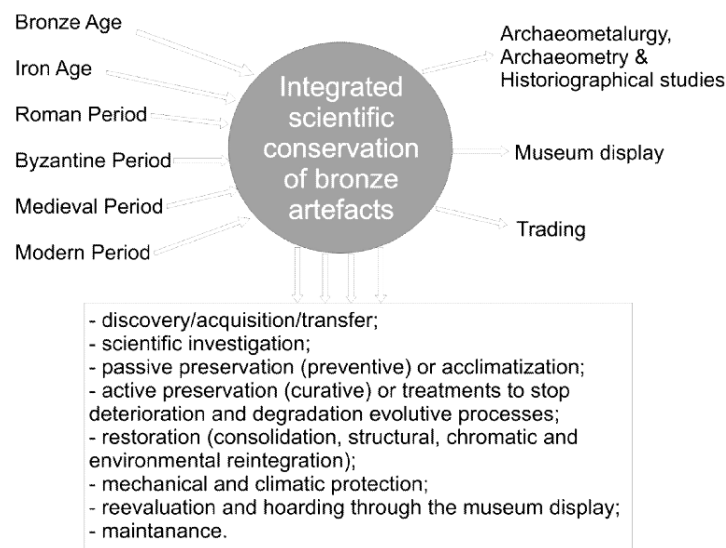 Bronze Age
Iron Age
Roman Period
Byzantine Period
Medieval Period
Modern Period
Integrated
scientific
conservation
of bronze
artefacts
Archaeometalurgy,
Archaeometry &
Historiographical studies
Museum display
Trading
- discovery/acquisition/transfer;
- scientific investigation;
- passive preservation (preventive) or acclimatization;
- active preservation (curative) or treatments to stop
deterioration and degradation evolutive processes;
- restoration (consolidation, structural, chromatic and
environmental reintegration);
- mechanical and climatic protection;
- reevaluation and hoarding through the museum display;
- maintanance.